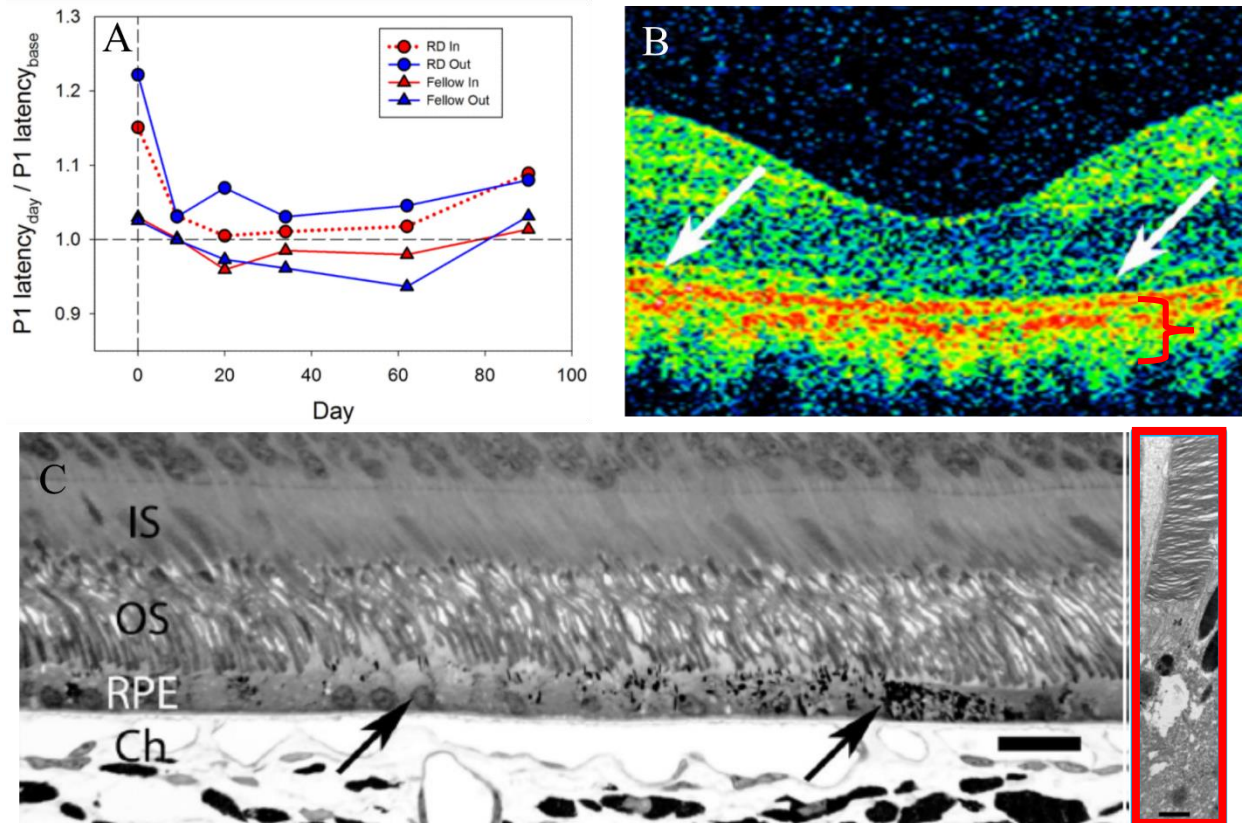 A
B
P1 latency_day / P1 latency_base
1.3
1.2
1.1
1.0
0.9
0
20
40
60
80
100
Day
RD In
RD Out
Fellow In
Fellow Out
C
IS
OS
RPE
Ch